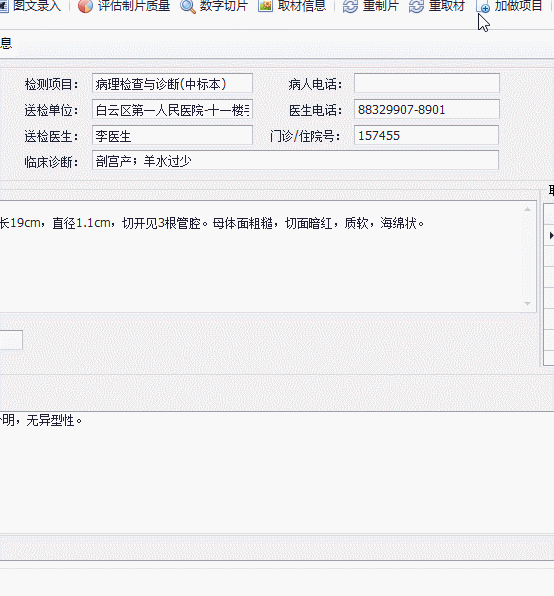 图文录入 评估制片质量 数字切片 取材信息 重制片 重取材 加做项目
息
检测项目： 病理检查与诊断(中标本) 病人电话：
送检单位： 白云区第一人民医院-十一楼手 医生电话： 88329907-8901
送检医生： 李医生 门诊/住院号： 157455
临床诊断： 剖宫产；羊水过少
长19cm，直径1.1cm，切开见3根管腔。母体面粗糙，切面暗红，质软，海绵状。
明，无异型性。